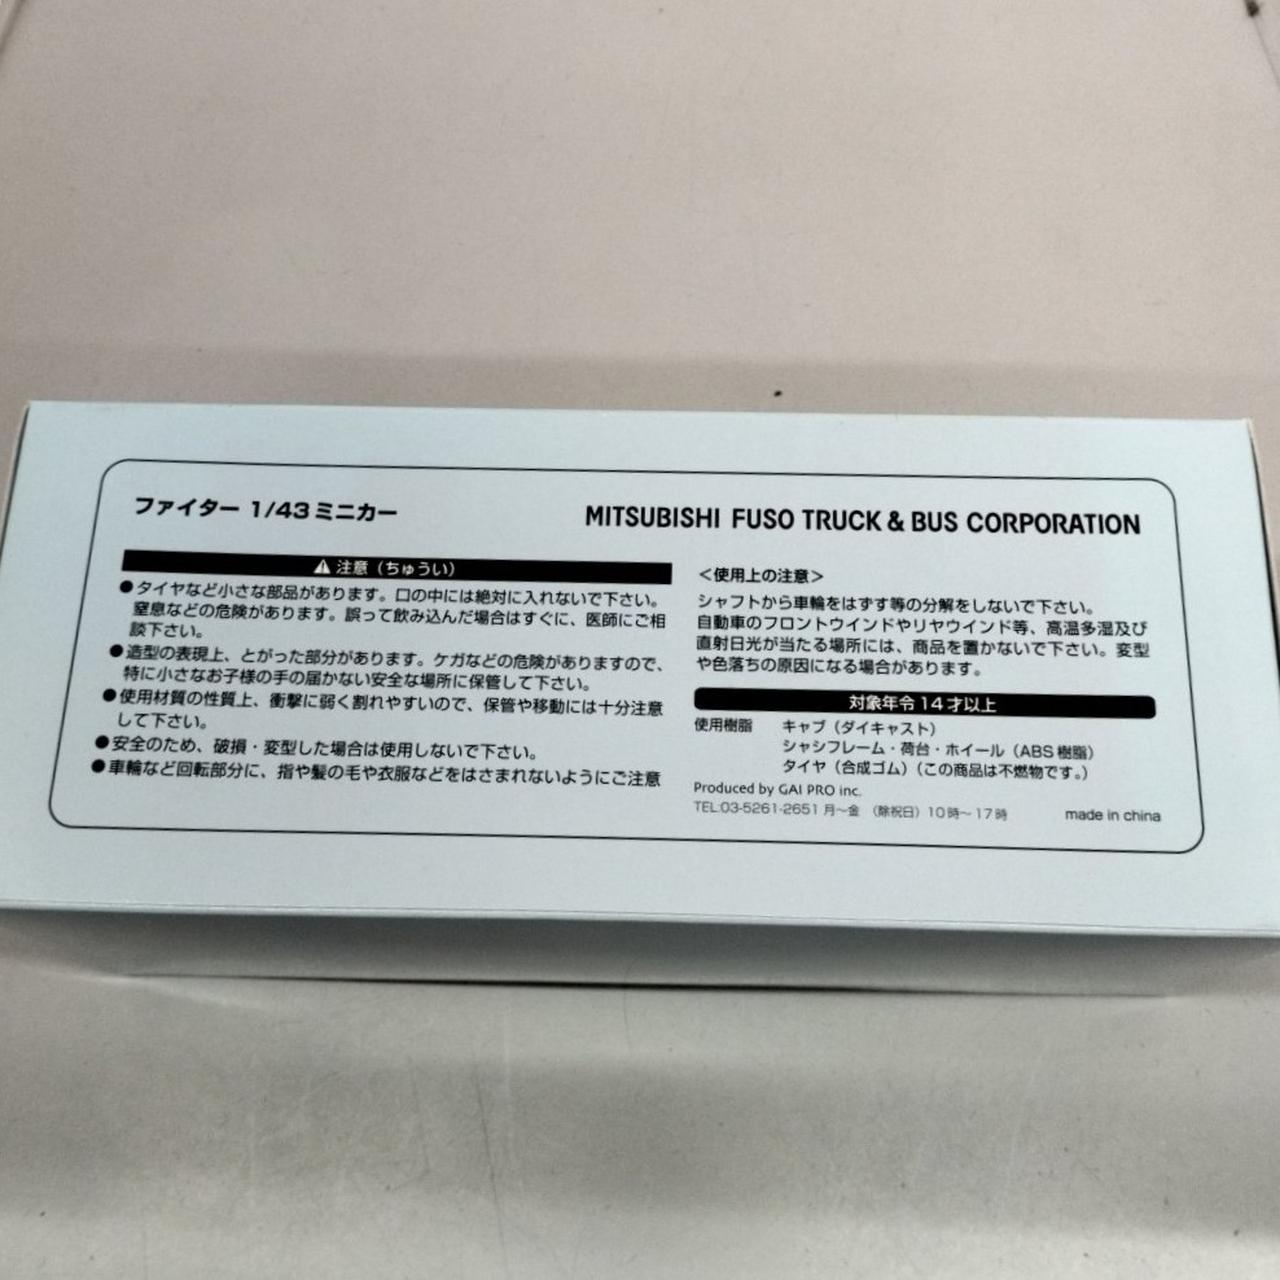 ファイター 1/43ミニカー
MITSUBISHI FUSO TRUCK & BUS CORPORATION
⚠ 注意（ちゅうい）
●タイヤなど小さな部品があります。口の中には絶対に入れないで下さい。
窒息などの危険があります。誤って飲み込んだ場合はすぐに、医師にご相
談下さい。
●造型の表現上、とがった部分があります。ケガなどの危険がありますので、
特に小さなお子様の手の届かない安全な場所に保管して下さい。
●使用材質の性質上、衝撃に弱く割れやすいので、保管や移動には十分注意
して下さい。
●安全のため、破損・変型した場合は使用しないで下さい。
●車輪など回転部分に、指や髪の毛や衣服などをはさまれないようにご注意
＜使用上の注意＞
シャフトから車輪をはずす等の分解をしないで下さい。
自動車のフロントウインドやリヤウインド等、高温多湿及び
直射日光が当たる場所には、商品を置かないで下さい。変型
や色落ちの原因になる場合があります。
対象年令14才以上
使用樹脂 キャブ（ダイキャスト）
シャシフレーム・荷台・ホイール（ABS樹脂）
タイヤ（合成ゴム）（この商品は不燃物です。）
Produced by GAI PRO inc.
TEL:03-5261-2651 月～金 （除祝日）10時～17時
made in china